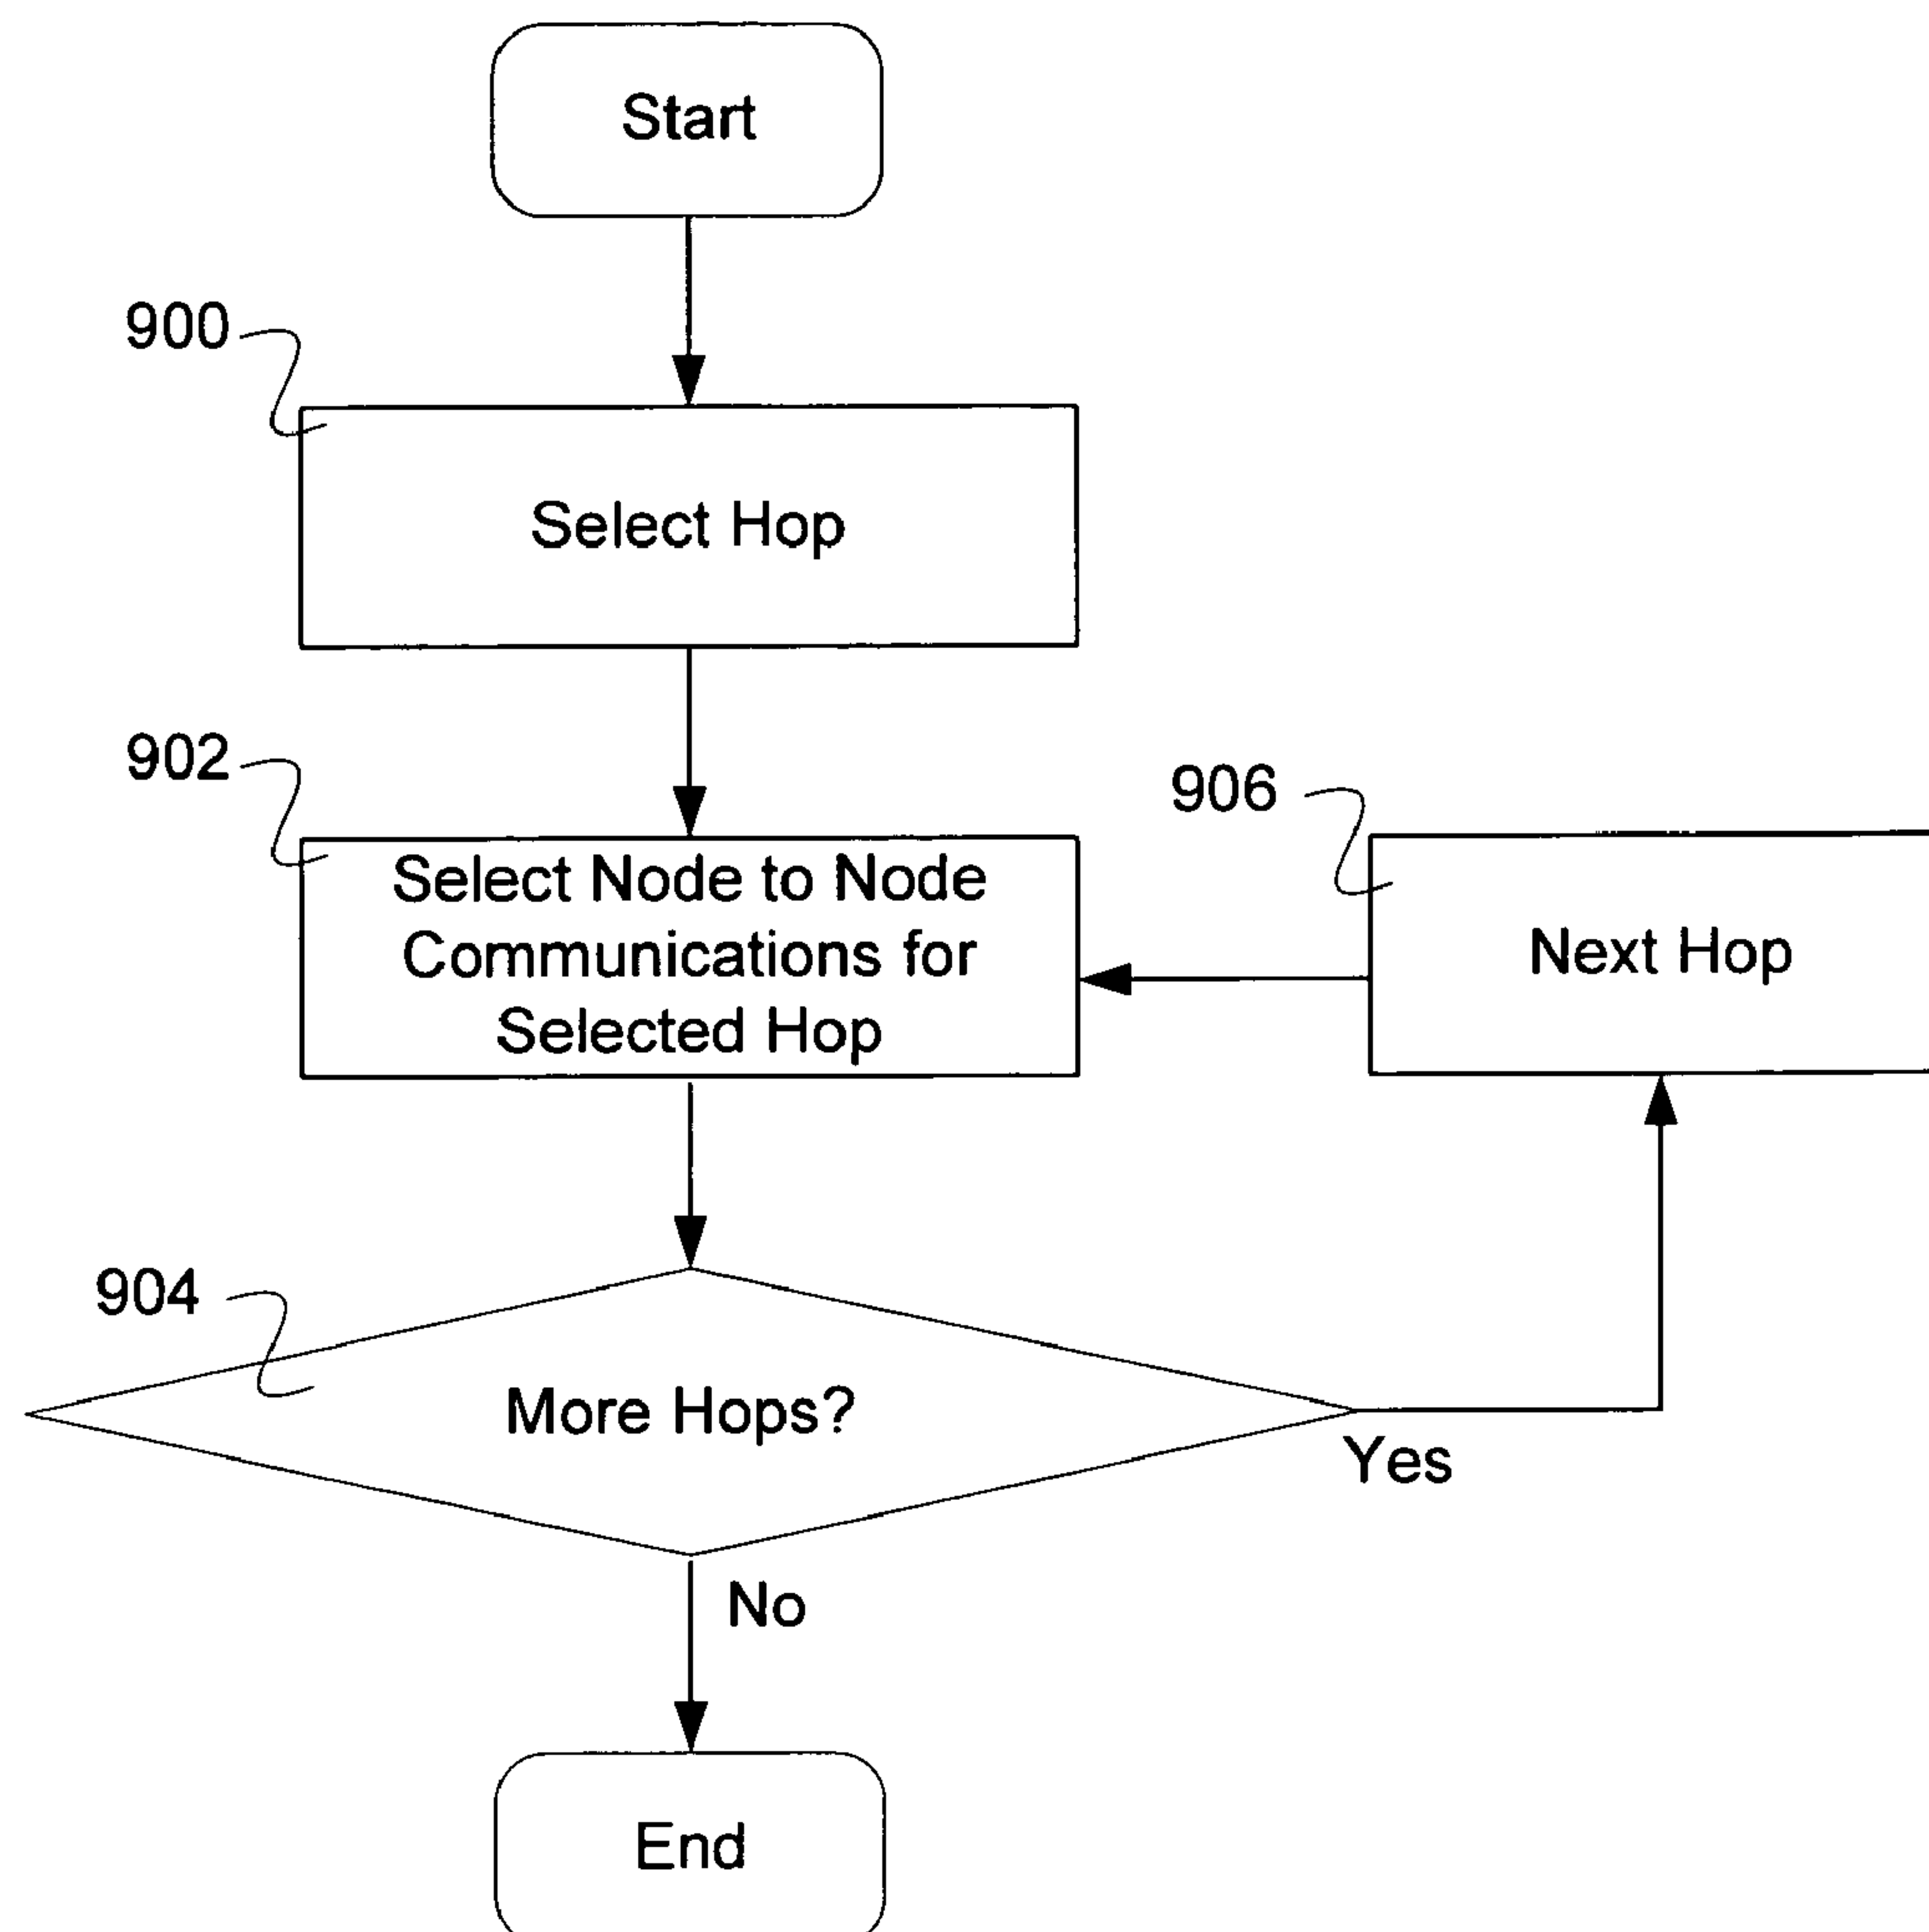 Start
900
Select Hop
902
Select Node to Node
Communications for
Selected Hop
906
Next Hop
904
More Hops?
Yes
No
End